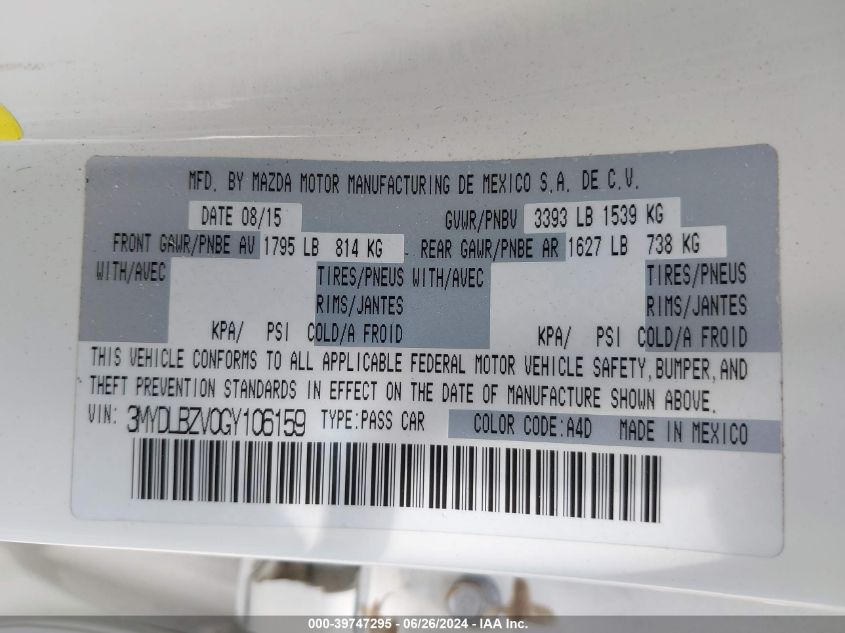 MFD. BY MAZDA MOTOR MANUFACTURING DE MEXICO S.A. DE C.V.
DATE 08/15 GVWR/PNBV 3393 LB 1539 KG
FRONT GAWR/PNBE AV 1795 LB 814 KG REAR GAWR/PNBE AR 1627 LB 738 KG
WITH/AVEC TIRES/PNEUS WITH/AVEC TIRES/PNEUS
RIMS/JANTES RIMS/JANTES
KPA/ PSI COLD/A FROID KPA/ PSI COLD/A FROID
THIS VEHICLE CONFORMS TO ALL APPLICABLE FEDERAL MOTOR VEHICLE SAFETY, BUMPER, AND
THEFT PREVENTION STANDARDS IN EFFECT ON THE DATE OF MANUFACTURE SHOWN ABOVE.
VIN: 3MYDLBZV0GY106159 TYPE:PASS CAR COLOR CODE:A4D MADE IN MEXICO
000-39747295 - 06/26/2024 - IAA Inc.